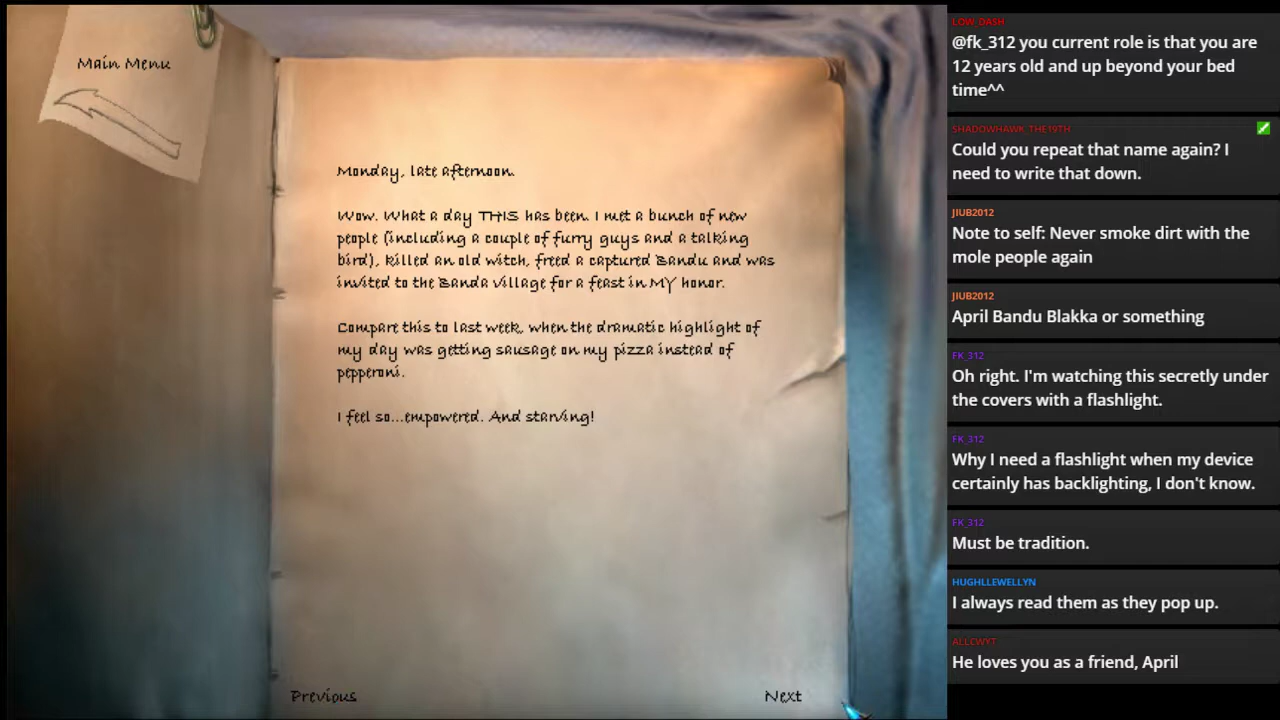 Main Menu
Monday, late afternoon.
Wow. What a day THIS has been. I met a bunch of new
people (including a couple of furry guys and a talking
bird), killed an old witch, freed a captured Bandu and was
invited to the Banda village for a feast in MY honor.
Compare this to last week, when the dramatic highlight of
my day was getting sausage on my pizza instead of
pepperoni.
I feel so...empowered. And starving!
Previous
Next
LOW_DASH
@fk_312 you current role is that you are
12 years old and up beyond your bed
time^^
SHADOWHAWK_THE19TH
Could you repeat that name again? I
need to write that down.
JIUB2012
Note to self: Never smoke dirt with the
mole people again
JIUB2012
April Bandu Blakka or something
FK_312
Oh right. I'm watching this secretly under
the covers with a flashlight.
FK_312
Why I need a flashlight when my device
certainly has backlighting, I don't know.
FK_312
Must be tradition.
HUGHLLEWELLYN
I always read them as they pop up.
ALLCWYT
He loves you as a friend, April